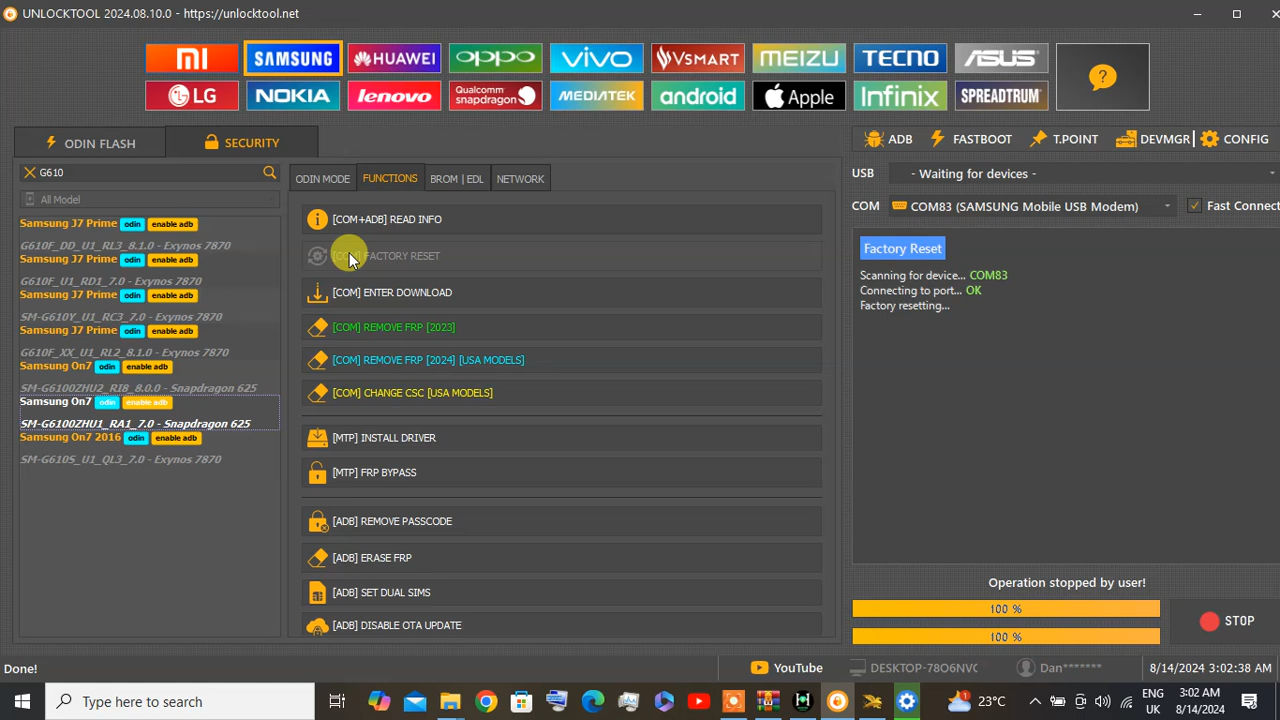 UNLOCKTOOL 2024.08.10.0 - https://unlocktool.net
SAMSUNG HUAWEI oppo vivo VSMART MEIZU TECNO ASUS
LG NOKIA lenovo Qualcomm snapdragon MEDIATEK android Apple Infinix SPREADTRUM ?
ODIN FLASH SECURITY
ADB FASTBOOT T.POINT DEVMGR CONFIG
G610
All Model
Samsung J7 Prime odin enable adb
G610F_DD_U1_RL3_8.1.0 - Exynos 7870
Samsung J7 Prime odin enable adb
G610F_U1_RD1_7.0 - Exynos 7870
Samsung J7 Prime odin enable adb
SM-G610Y_U1_RC3_7.0 - Exynos 7870
Samsung J7 Prime odin enable adb
G610F_XX_U1_RL2_8.1.0 - Exynos 7870
Samsung On7 odin enable adb
SM-G6100ZHU2_RI8_8.0.0 - Snapdragon 625
Samsung On7 odin enable adb
SM-G6100ZHU1_RA1_7.0 - Snapdragon 625
Samsung On7 2016 odin enable adb
SM-G610S_U1_QL3_7.0 - Exynos 7870
ODIN MODE FUNCTIONS BROM | EDL NETWORK
[COM+ADB] READ INFO
[COM] FACTORY RESET
[COM] ENTER DOWNLOAD
[COM] REMOVE FRP [2023]
[COM] REMOVE FRP [2024] [USA MODELS]
[COM] CHANGE CSC [USA MODELS]
[MTP] INSTALL DRIVER
[MTP] FRP BYPASS
[ADB] REMOVE PASSCODE
[ADB] ERASE FRP
[ADB] SET DUAL SIMS
[ADB] DISABLE OTA UPDATE
USB - Waiting for devices -
COM COM83 (SAMSUNG Mobile USB Modem) Fast Connect
Factory Reset
Scanning for device... COM83
Connecting to port... OK
Factory resetting...
Operation stopped by user!
100 %
100 %
STOP
Done! YouTube DESKTOP-78O6NVC Dan******* 8/14/2024 3:02:38 AM
Type here to search
1 23°C ENG 3:02 AM
UK 8/14/2024